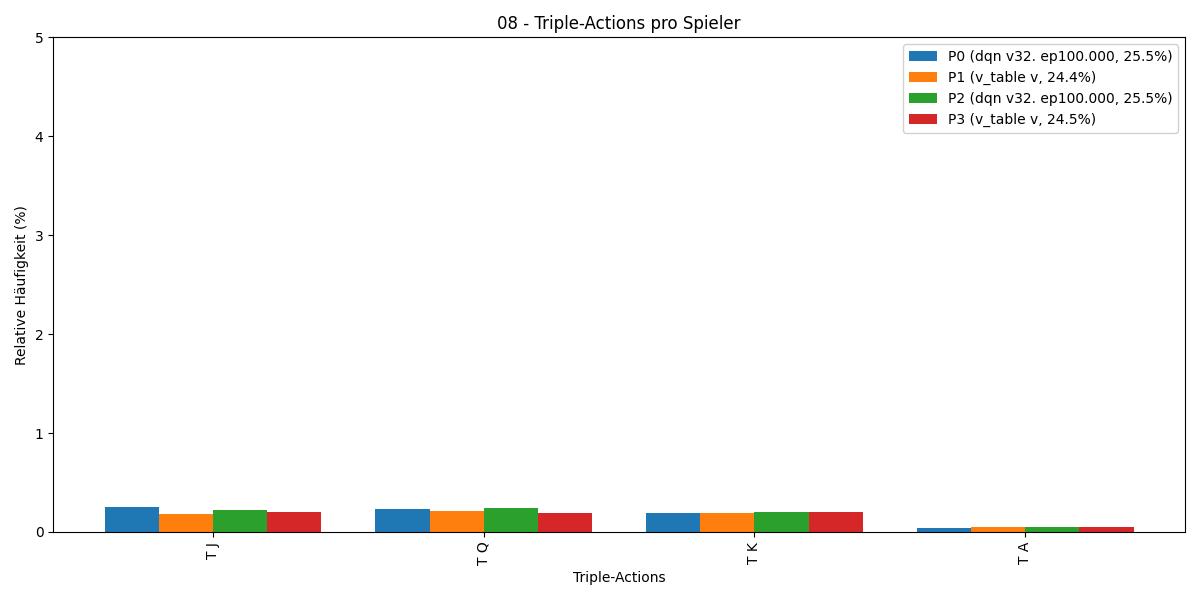 08 - Triple-Actions pro Spieler
P0 (dqn v32. ep100.000, 25.5%)
P1 (v_table v, 24.4%)
P2 (dqn v32. ep100.000, 25.5%)
P3 (v_table v, 24.5%)
Relative Häufigkeit (%)
5
4
3
2
1
0
T J
T Q
T K
T A
Triple-Actions